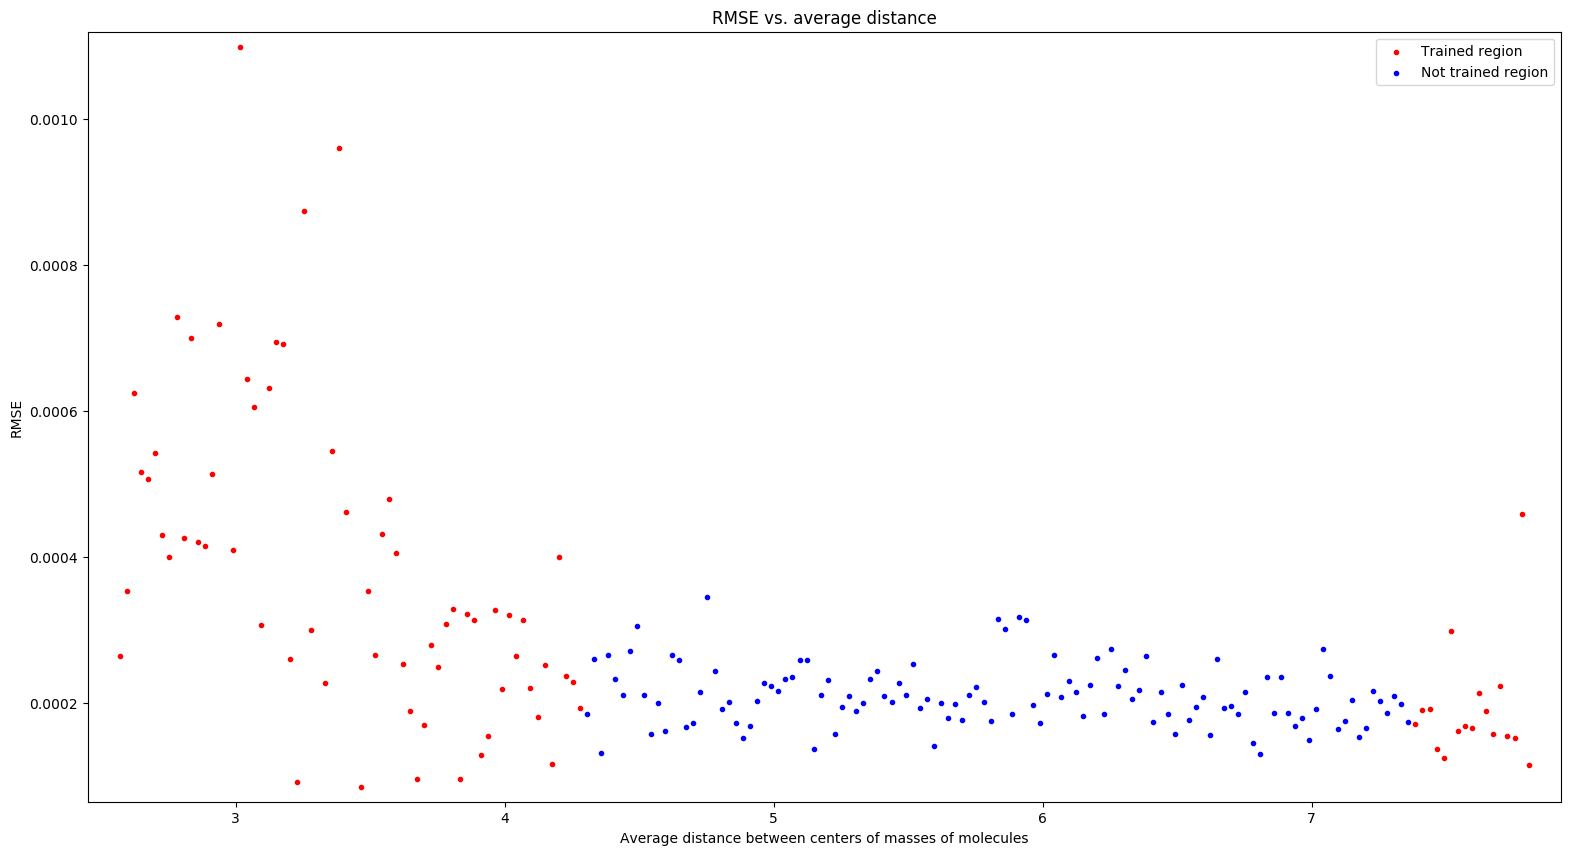 RMSE vs. average distance
Trained region
Not trained region
0.0010
0.0008
0.0006
0.0004
0.0002
RMSE
3 4 5 6 7
Average distance between centers of masses of molecules